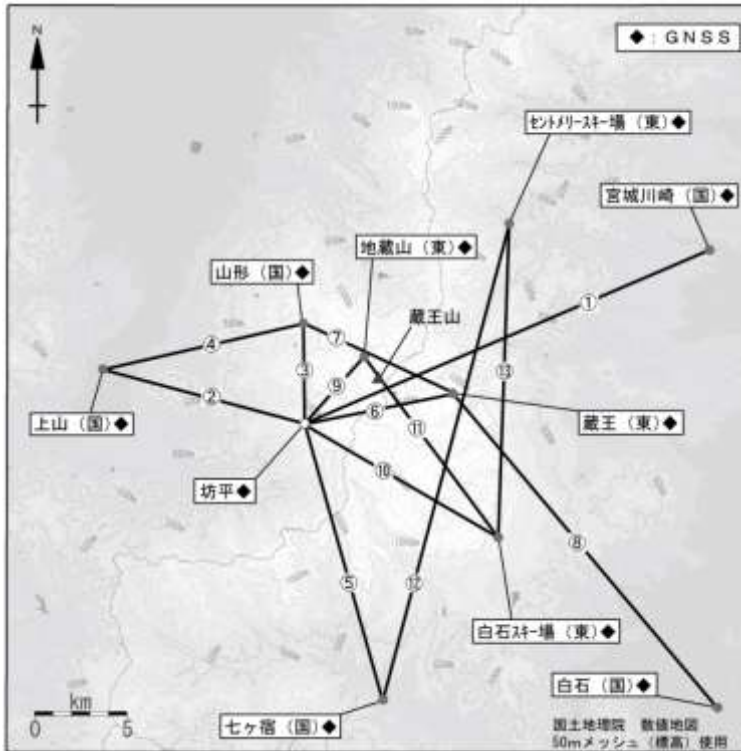 N
◆：GNSS
セントメリースキー場（東）◆
宮城川崎（国）◆
地蔵山（東）◆
山形（国）◆
蔵王山
①
④
⑦
③
⑬
⑨
②
⑥
⑪
上山（国）◆
蔵王（東）◆
坊平◆
⑩
⑧
⑤
⑫
白石スキー場（東）◆
白石（国）◆
km
0 5
七ヶ宿（国）◆
国土地理院 数値地図
50mメッシュ（標高）使用